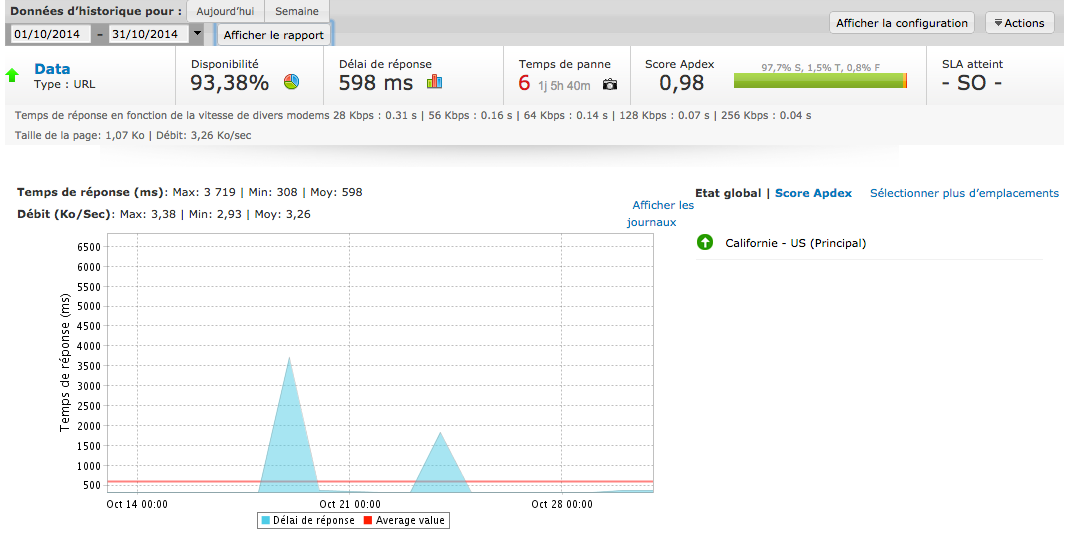 Données d'historique pour : Aujourd'hui Semaine
01/10/2014 – 31/10/2014 Afficher le rapport Afficher la configuration Actions
Data
Type : URL
Disponibilité
93,38%
Délai de réponse
598 ms
Temps de panne
6 1j 5h 40m
Score Apdex
0,98
97,7% S, 1,5% T, 0,8% F
SLA atteint
- SO -
Temps de réponse en fonction de la vitesse de divers modems 28 Kbps : 0.31 s | 56 Kbps : 0.16 s | 64 Kbps : 0.14 s | 128 Kbps : 0.07 s | 256 Kbps : 0.04 s
Taille de la page: 1,07 Ko | Débit: 3,26 Ko/sec
Temps de réponse (ms): Max: 3 719 | Min: 308 | Moy: 598
Débit (Ko/Sec): Max: 3,38 | Min: 2,93 | Moy: 3,26
Afficher les
journaux
Etat global | Score Apdex Sélectionner plus d'emplacements
Californie - US (Principal)
Temps de réponse (ms)
6500
6000
5500
5000
4500
4000
3500
3000
2500
2000
1500
1000
500
Oct 14 00:00 Oct 21 00:00 Oct 28 00:00
Délai de réponse Average value